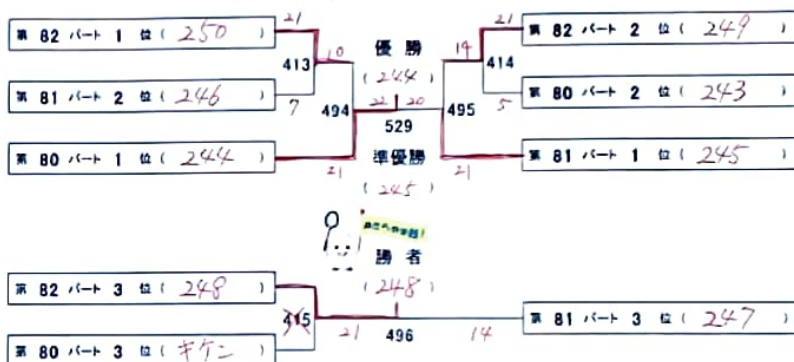 21
21
第 82 パート 1 位 ( 250 )
優 勝
第 82 パート 2 位 ( 249 )
413
10
19
414
( 244 )
第 81 パート 2 位 ( 246 )
7
494
22
20
495
5
第 80 パート 2 位 ( 243 )
529
第 80 パート 1 位 ( 244 )
21
準優勝
21
第 81 パート 1 位 ( 245 )
( 245 )
勝 者
第 82 パート 3 位 ( 248 )
( 248 )
415
21
496
14
第 81 パート 3 位 ( 247 )
第 80 パート 3 位 ( キケン )